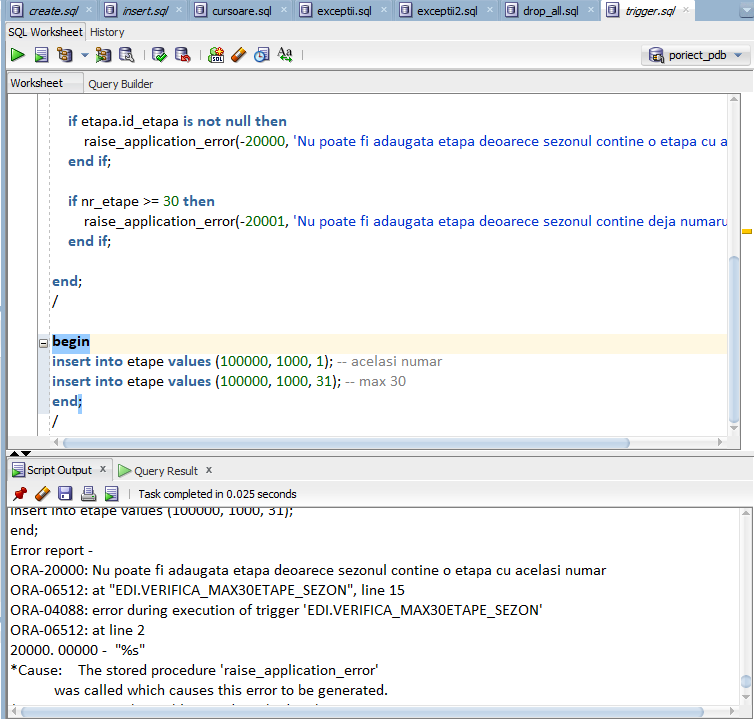 create.sql insert.sql cursoare.sql exceptii.sql exceptii2.sql drop_all.sql trigger.sql
SQL Worksheet History
Aa
poriect_pdb
Worksheet Query Builder
if etapa.id_etapa is not null then
raise_application_error(-20000, 'Nu poate fi adaugata etapa deoarece sezonul contine o etapa cu a
end if;
if nr_etape >= 30 then
raise_application_error(-20001, 'Nu poate fi adaugata etapa deoarece sezonul contine deja numaru
end if;
end;
/
begin
insert into etape values (100000, 1000, 1); -- acelasi numar
insert into etape values (100000, 1000, 31); -- max 30
end;
/
Script Output x Query Result x
Task completed in 0.025 seconds
insert into etape values (100000, 1000, 31);
end;
Error report -
ORA-20000: Nu poate fi adaugata etapa deoarece sezonul contine o etapa cu acelasi numar
ORA-06512: at "EDI.VERIFICA_MAX30ETAPE_SEZON", line 15
ORA-04088: error during execution of trigger 'EDI.VERIFICA_MAX30ETAPE_SEZON'
ORA-06512: at line 2
20000. 00000 - "%s"
*Cause: The stored procedure 'raise_application_error'
was called which causes this error to be generated.